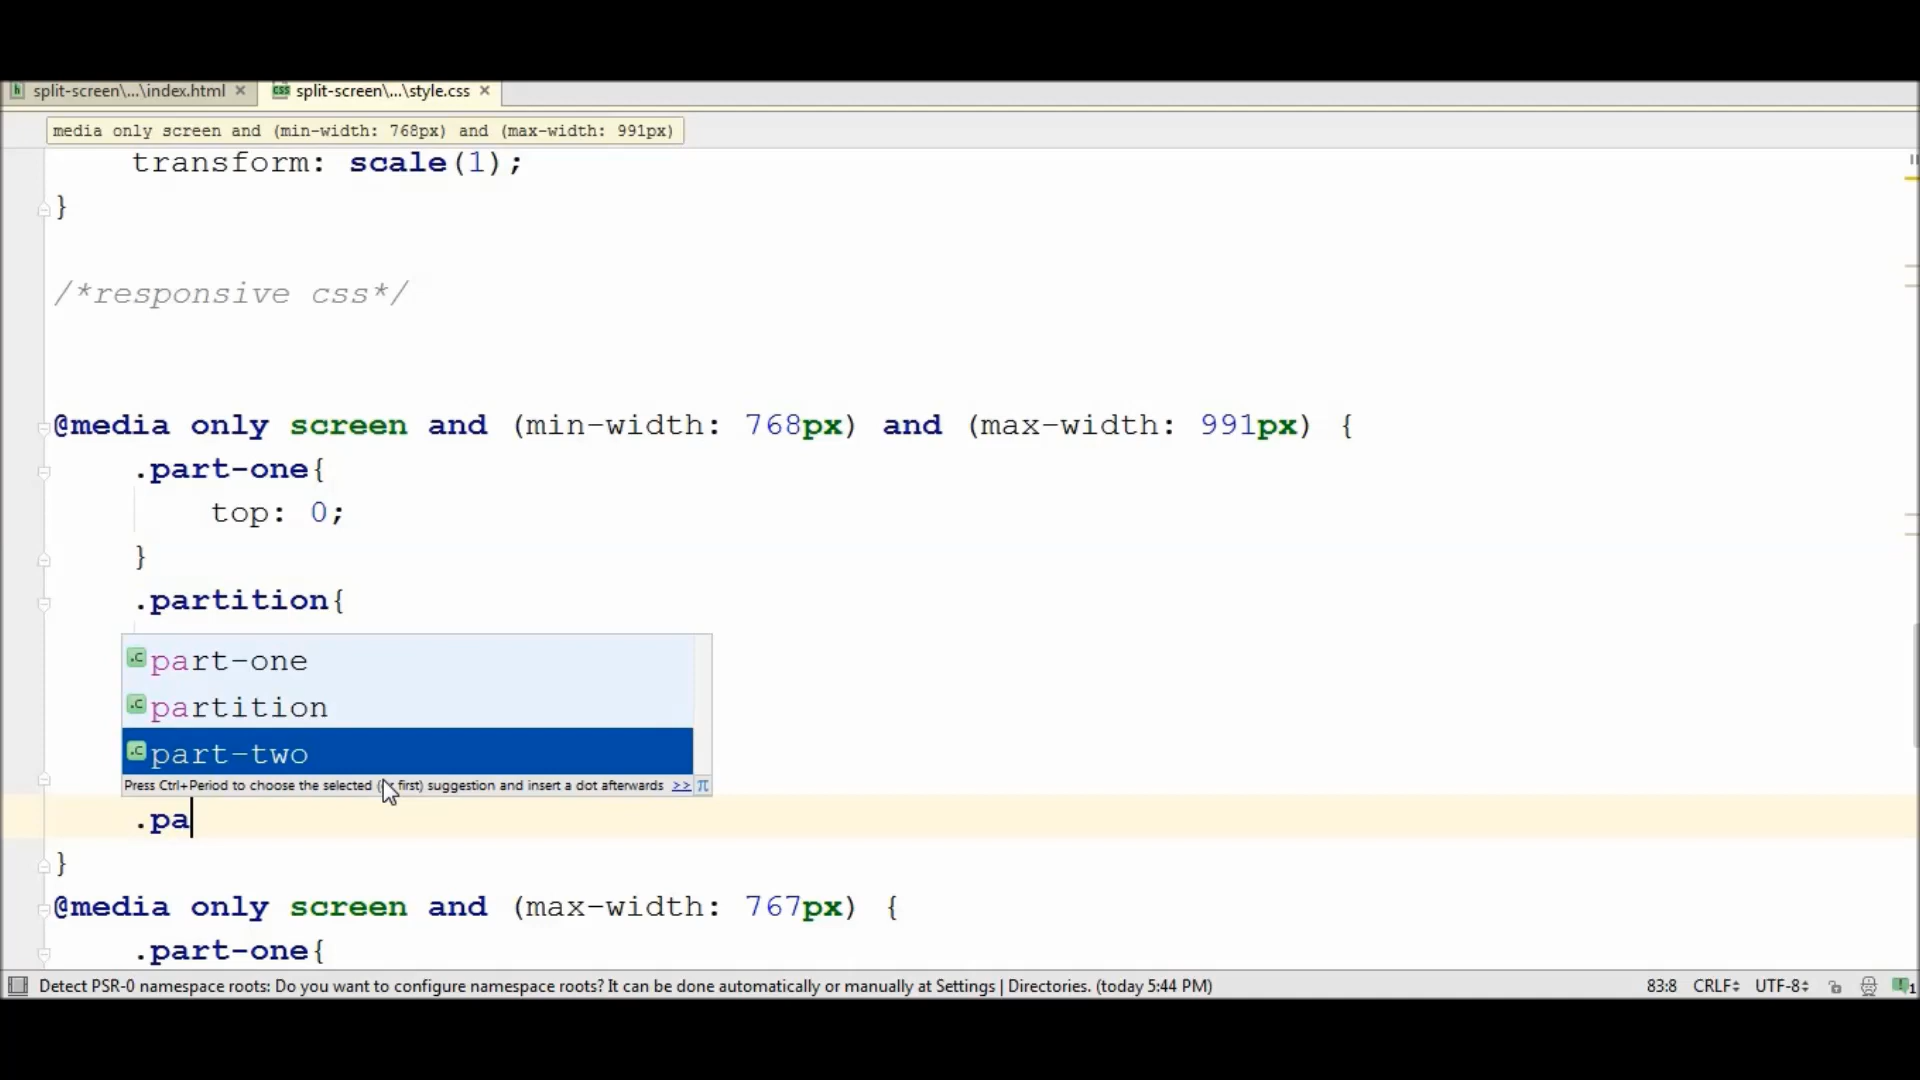 split-screen\...\index.html
split-screen\...\style.css
media only screen and (min-width: 768px) and (max-width: 991px)
transform: scale(1);
}
/*responsive css*/
@media only screen and (min-width: 768px) and (max-width: 991px) {
.part-one{
top: 0;
}
.partition{
part-one
partition
part-two
Press Ctrl+Period to choose the selected (or first) suggestion and insert a dot afterwards >> π
.pa
}
@media only screen and (max-width: 767px) {
.part-one{
Detect PSR-0 namespace roots: Do you want to configure namespace roots? It can be done automatically or manually at Settings | Directories. (today 5:44 PM)
83:8 CRLF UTF-8 1